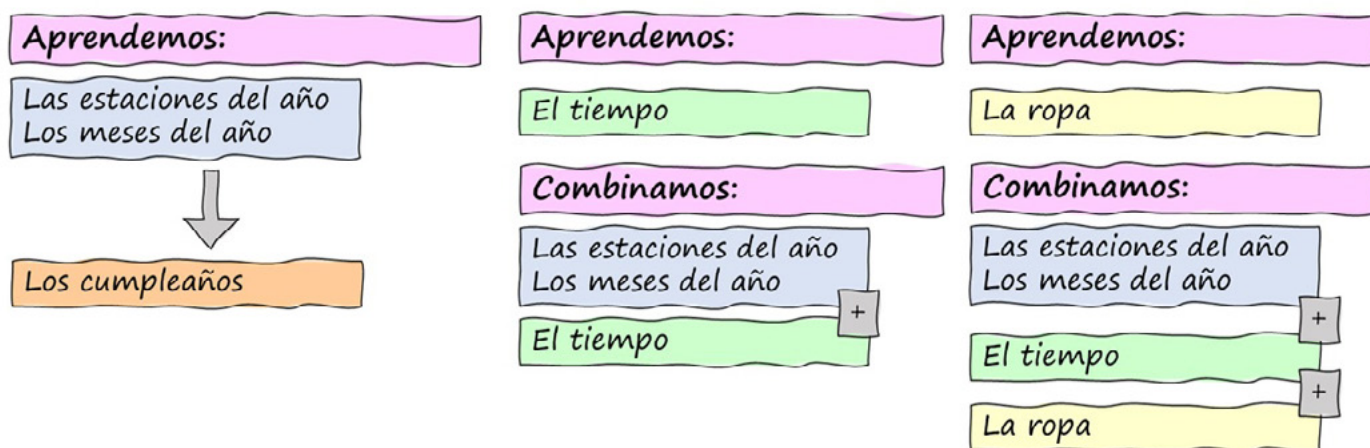 Aprendemos:
Las estaciones del año
Los meses del año
Los cumpleaños
Aprendemos:
El tiempo
Combinamos:
Las estaciones del año
Los meses del año
+
El tiempo
Aprendemos:
La ropa
Combinamos:
Las estaciones del año
Los meses del año
+
El tiempo
+
La ropa